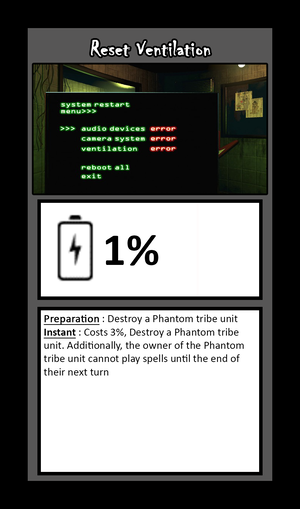 Reset Ventilation
system restart
menu>>>
>>> audio devices error
camera system error
ventilation error
reboot all
exit
1%
Preparation : Destroy a Phantom tribe unit
Instant : Costs 3%, Destroy a Phantom tribe
unit. Additionally, the owner of the Phantom
tribe unit cannot play spells until the end of
their next turn